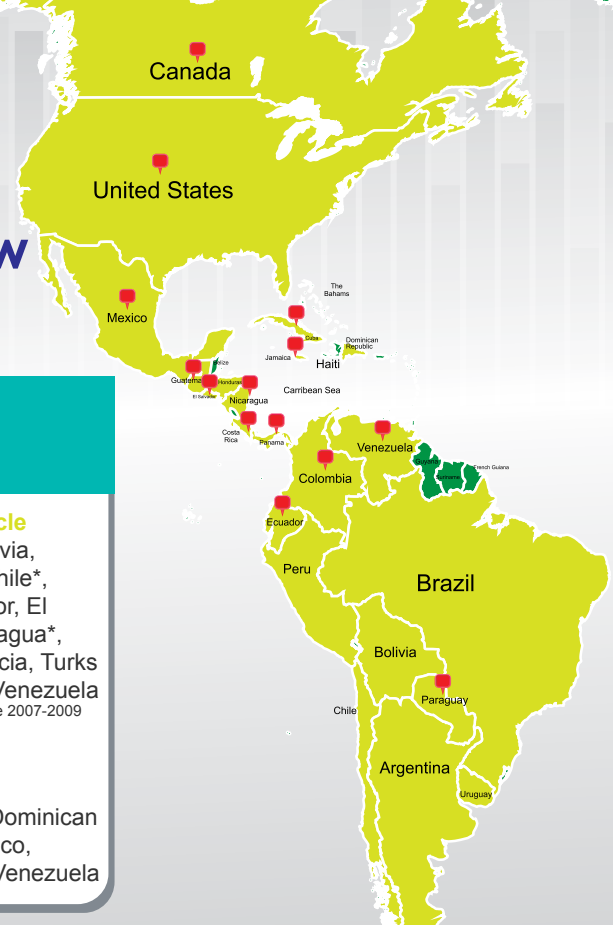 Canada
United States
w
The
Bahams
Mexico
Cuba
Dominican
Republic
Jamaica
Haiti
Belize
Guatema
Honduras
Carribean Sea
El Salvador
Nicaragua
Costa
Rica
Panama
Venezuela
Guyana
Suriname
French Guiana
Colombia
cle
Ecuador
via,
hile*,
Peru
or, El
Brazil
agua*,
cia, Turks
Bolivia
Venezuela
e 2007-2009
Paraguay
Chile
Argentina
Uruguay
Dominican
co,
Venezuela